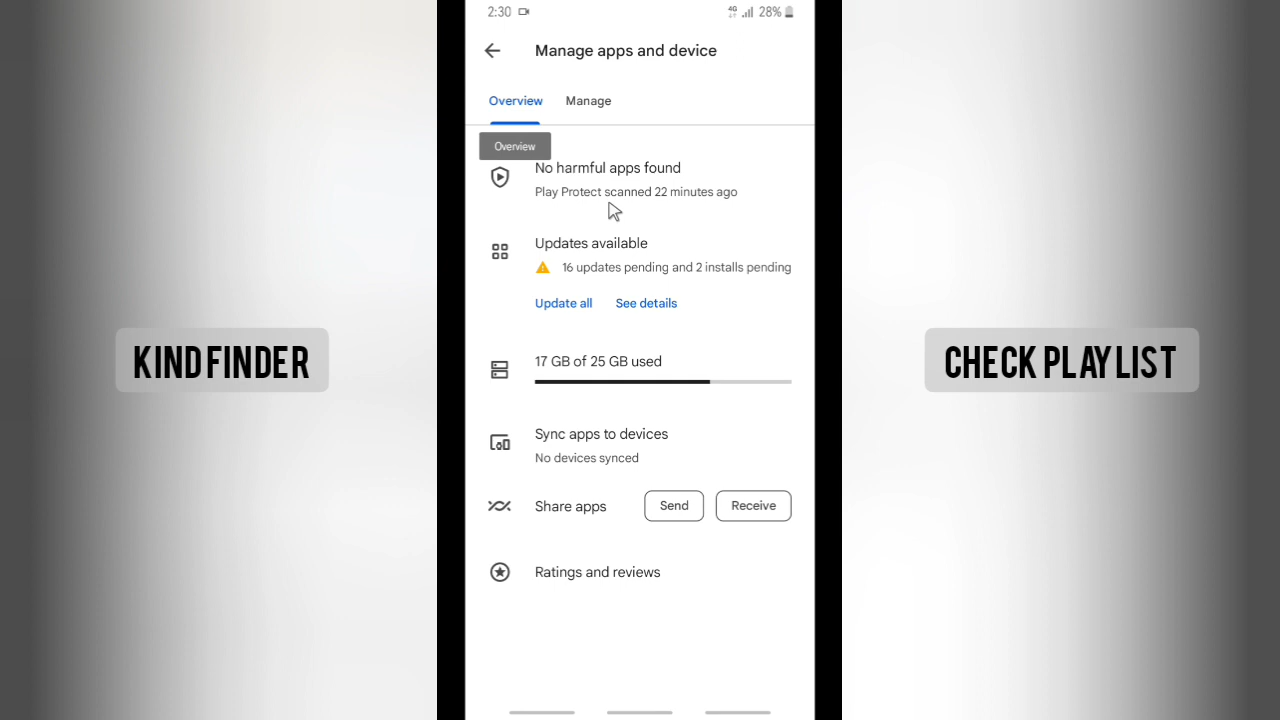 2:30
4G
28%
Manage apps and device
Overview
Manage
Overview
No harmful apps found
Play Protect scanned 22 minutes ago
Updates available
16 updates pending and 2 installs pending
Update all
See details
17 GB of 25 GB used
Sync apps to devices
No devices synced
Share apps
Send
Receive
Ratings and reviews
KIND FINDER
CHECK PLAYLIST